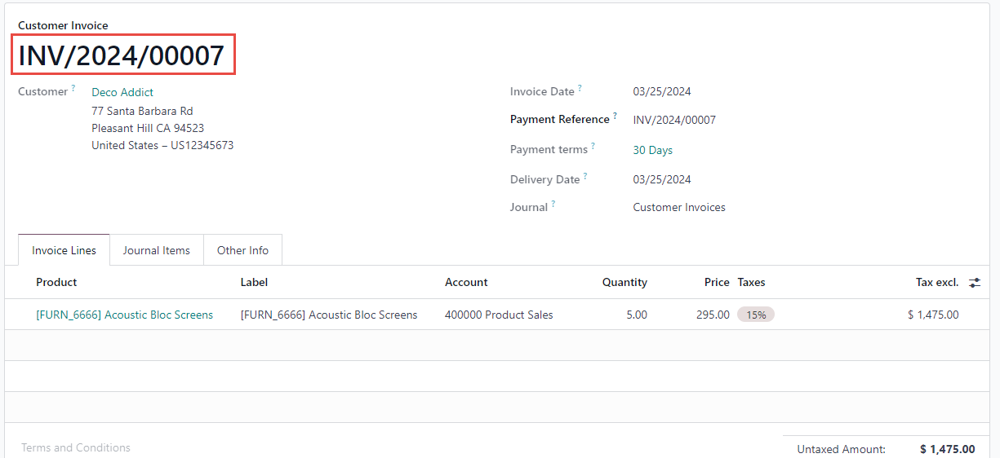 Customer Invoice
INV/2024/00007
Customer ? Deco Addict
77 Santa Barbara Rd
Pleasant Hill CA 94523
United States – US12345673
Invoice Date ? 03/25/2024
Payment Reference ? INV/2024/00007
Payment terms ? 30 Days
Delivery Date ? 03/25/2024
Journal ? Customer Invoices
Invoice Lines Journal Items Other Info
Product Label Account Quantity Price Taxes Tax excl.
[FURN_6666] Acoustic Bloc Screens [FURN_6666] Acoustic Bloc Screens 400000 Product Sales 5.00 295.00 15% $ 1,475.00
Terms and Conditions
Untaxed Amount: $ 1,475.00